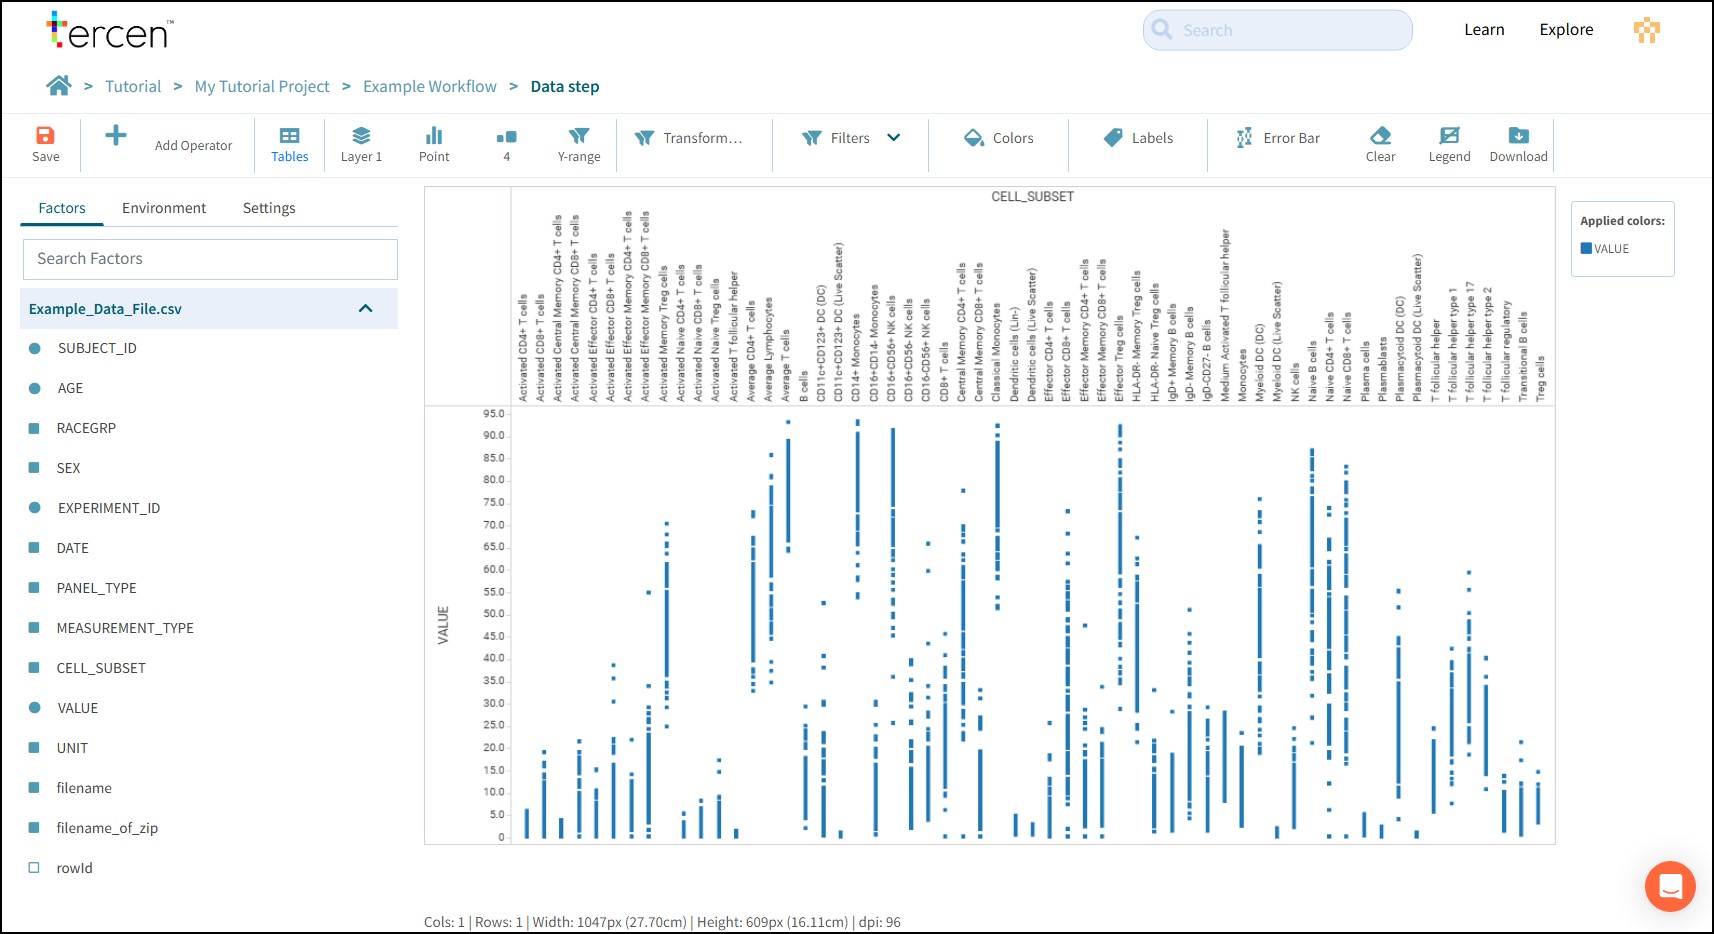 tercen™
Search
Learn
Explore
> Tutorial > My Tutorial Project > Example Workflow > Data step
Save
Add Operator
Tables
Layer 1
Point
4
Y-range
Transform...
Filters
Colors
Labels
Error Bar
Clear
Legend
Download
Factors
Environment
Settings
Search Factors
Example_Data_File.csv
SUBJECT_ID
AGE
RACEGRP
SEX
EXPERIMENT_ID
DATE
PANEL_TYPE
MEASUREMENT_TYPE
CELL_SUBSET
VALUE
UNIT
filename
filename_of_zip
rowId
CELL_SUBSET
Activated CD4+ T cells
Activated CD8+ T cells
Activated Central Memory CD4+ T cells
Activated Central Memory CD8+ T cells
Activated Effector CD4+ T cells
Activated Effector CD8+ T cells
Activated Effector Memory CD4+ T cells
Activated Effector Memory CD8+ T cells
Activated Memory Treg cells
Activated Naive CD4+ T cells
Activated Naive CD8+ T cells
Activated Naive Treg cells
Activated T follicular helper
Average CD4+ T cells
Average Lymphocytes
Average T cells
B cells
CD11c+CD123+ DC (DC)
CD11c+CD123+ DC (Live Scatter)
CD14+ Monocytes
CD16+CD14- Monocytes
CD16+CD56+ NK cells
CD16+CD56- NK cells
CD16-CD56+ NK cells
CD8+ T cells
Central Memory CD4+ T cells
Central Memory CD8+ T cells
Classical Monocytes
Dendritic cells (Lin-)
Dendritic cells (Live Scatter)
Effector CD4+ T cells
Effector CD8+ T cells
Effector Memory CD4+ T cells
Effector Memory CD8+ T cells
Effector Treg cells
HLA-DR- Memory Treg cells
HLA-DR- Naive Treg cells
IgD+ Memory B cells
IgD- Memory B cells
IgD-CD27- B cells
Medium Activated T follicular helper
Monocytes
Myeloid DC (DC)
Myeloid DC (Live Scatter)
NK cells
Naive B cells
Naive CD4+ T cells
Naive CD8+ T cells
Plasma cells
Plasmablasts
Plasmacytoid DC (DC)
Plasmacytoid DC (Live Scatter)
T follicular helper
T follicular helper type 1
T follicular helper type 17
T follicular helper type 2
T follicular regulatory
Transitional B cells
Treg cells
VALUE
95.0
90.0
85.0
80.0
75.0
70.0
65.0
60.0
55.0
50.0
45.0
40.0
35.0
30.0
25.0
20.0
15.0
10.0
5.0
0
Applied colors:
VALUE
Cols: 1 | Rows: 1 | Width: 1047px (27.70cm) | Height: 609px (16.11cm) | dpi: 96